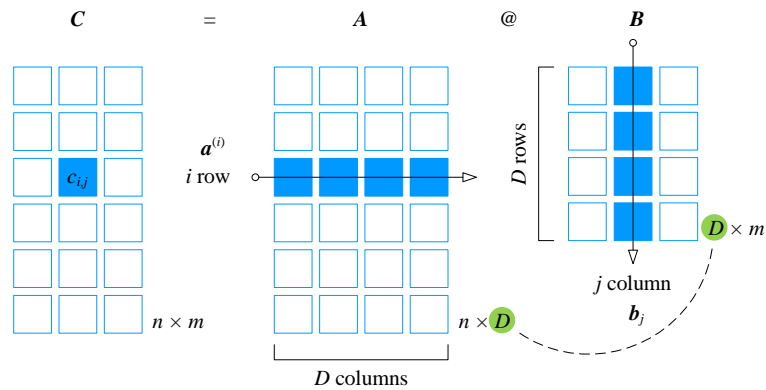 C = A @ B
a^{(i)}
i row
c_{i,j}
D rows
D × m
j column
b_j
n × m
n × D
D columns